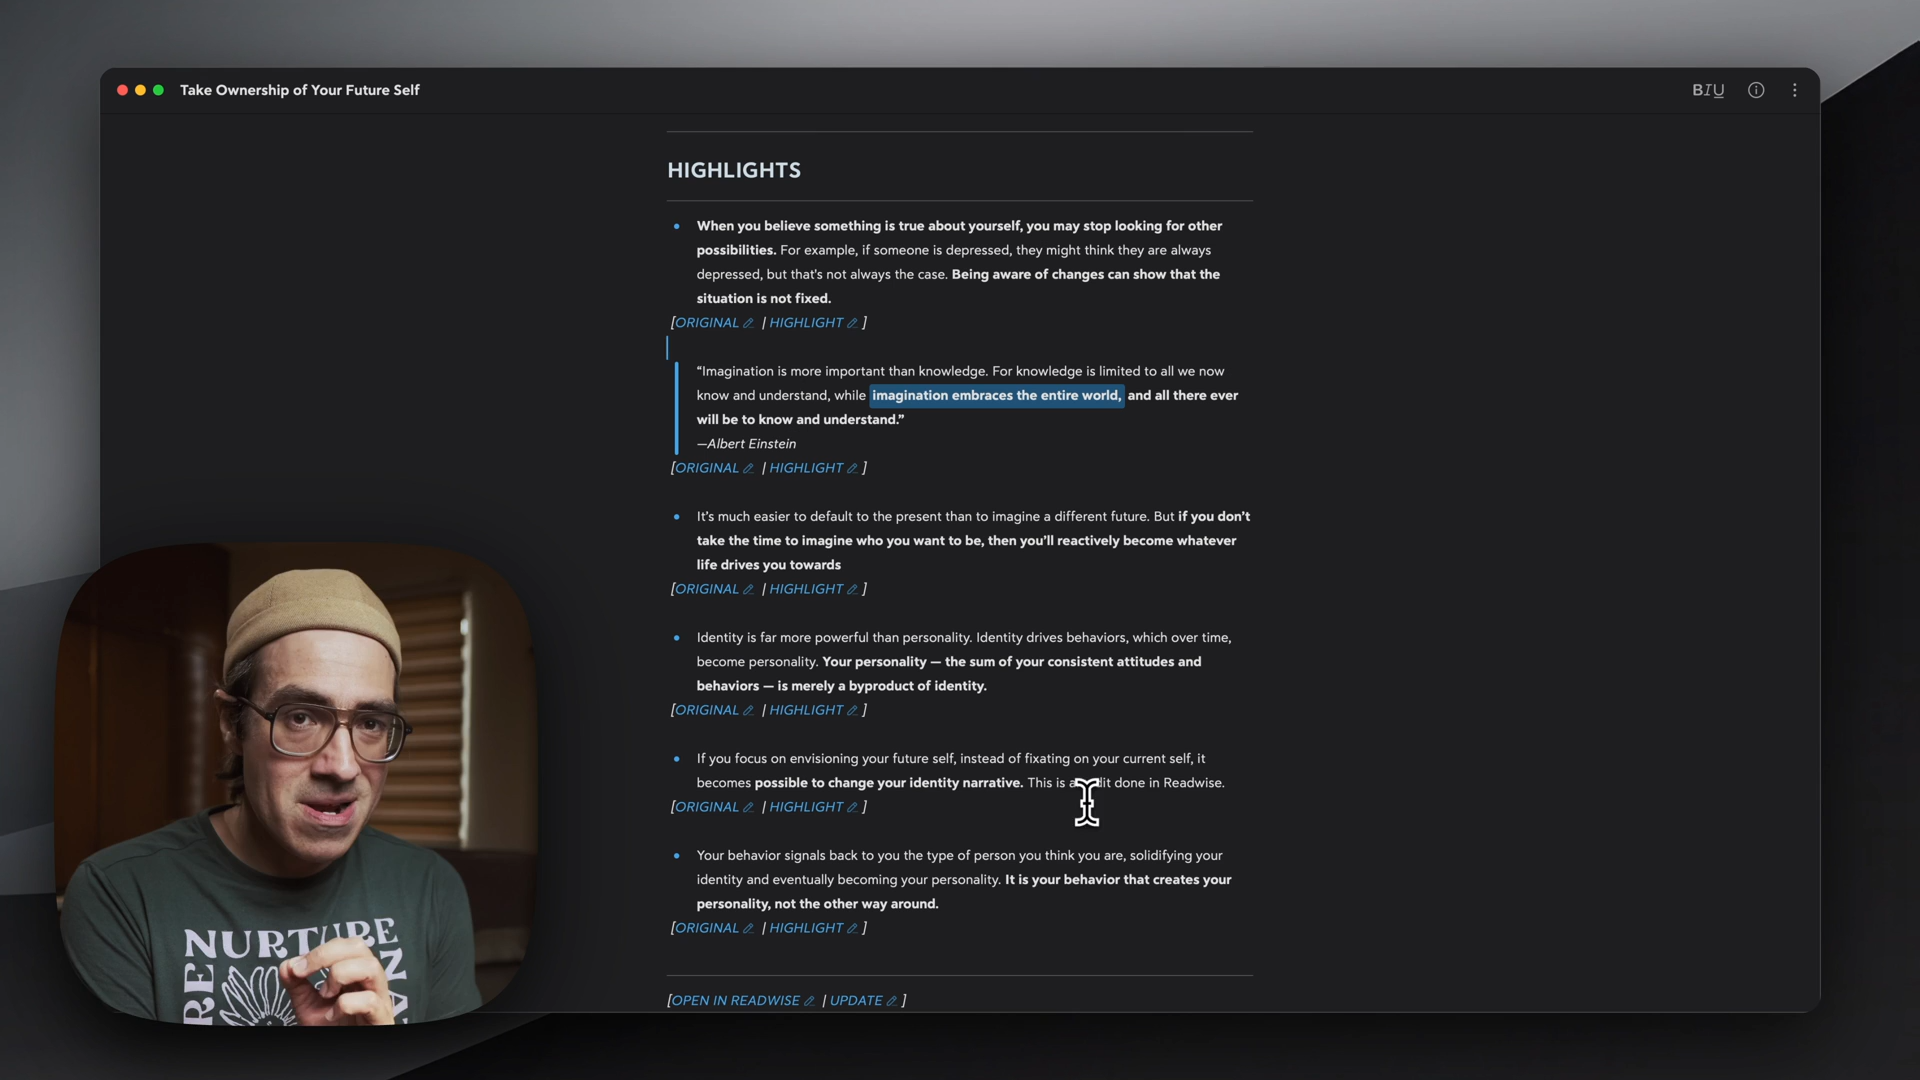 Take Ownership of Your Future Self
BIU
HIGHLIGHTS
When you believe something is true about yourself, you may stop looking for other
possibilities. For example, if someone is depressed, they might think they are always
depressed, but that's not always the case. Being aware of changes can show that the
situation is not fixed.
[ORIGINAL | HIGHLIGHT ]
“Imagination is more important than knowledge. For knowledge is limited to all we now
know and understand, while imagination embraces the entire world, and all there ever
will be to know and understand.”
—Albert Einstein
[ORIGINAL | HIGHLIGHT ]
It’s much easier to default to the present than to imagine a different future. But if you don’t
take the time to imagine who you want to be, then you’ll reactively become whatever
life drives you towards
[ORIGINAL | HIGHLIGHT ]
Identity is far more powerful than personality. Identity drives behaviors, which over time,
become personality. Your personality — the sum of your consistent attitudes and
behaviors — is merely a byproduct of identity.
[ORIGINAL | HIGHLIGHT ]
If you focus on envisioning your future self, instead of fixating on your current self, it
becomes possible to change your identity narrative. This is done in Readwise.
[ORIGINAL | HIGHLIGHT ]
Your behavior signals back to you the type of person you think you are, solidifying your
identity and eventually becoming your personality. It is your behavior that creates your
personality, not the other way around.
[ORIGINAL | HIGHLIGHT ]
[OPEN IN READWISE | UPDATE ]
NURTURE